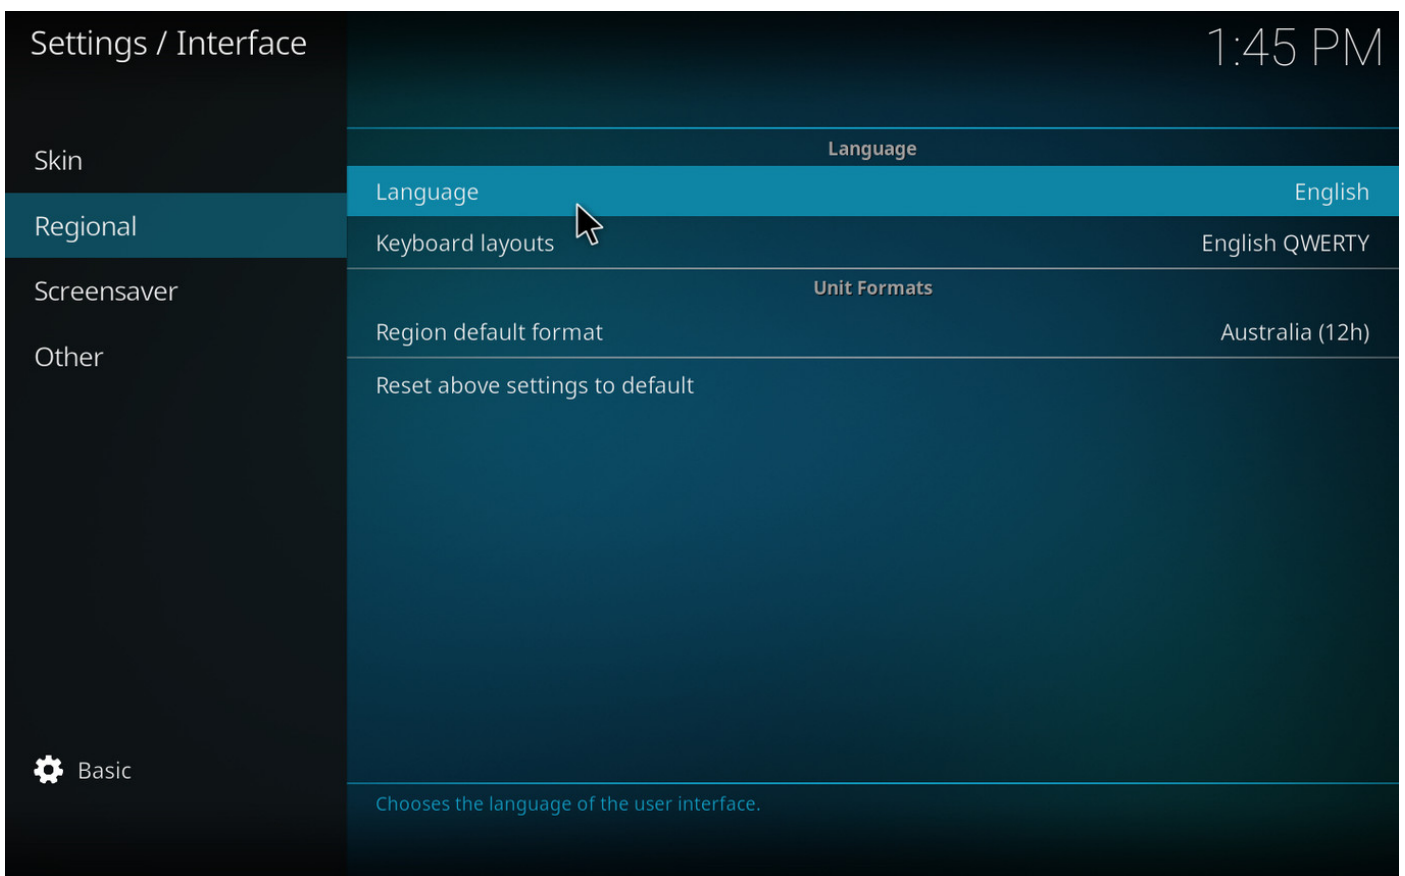 Settings / Interface
1:45 PM
Skin
Regional
Screensaver
Other
Basic
Language
Language English
Keyboard layouts English QWERTY
Unit Formats
Region default format Australia (12h)
Reset above settings to default
Chooses the language of the user interface.